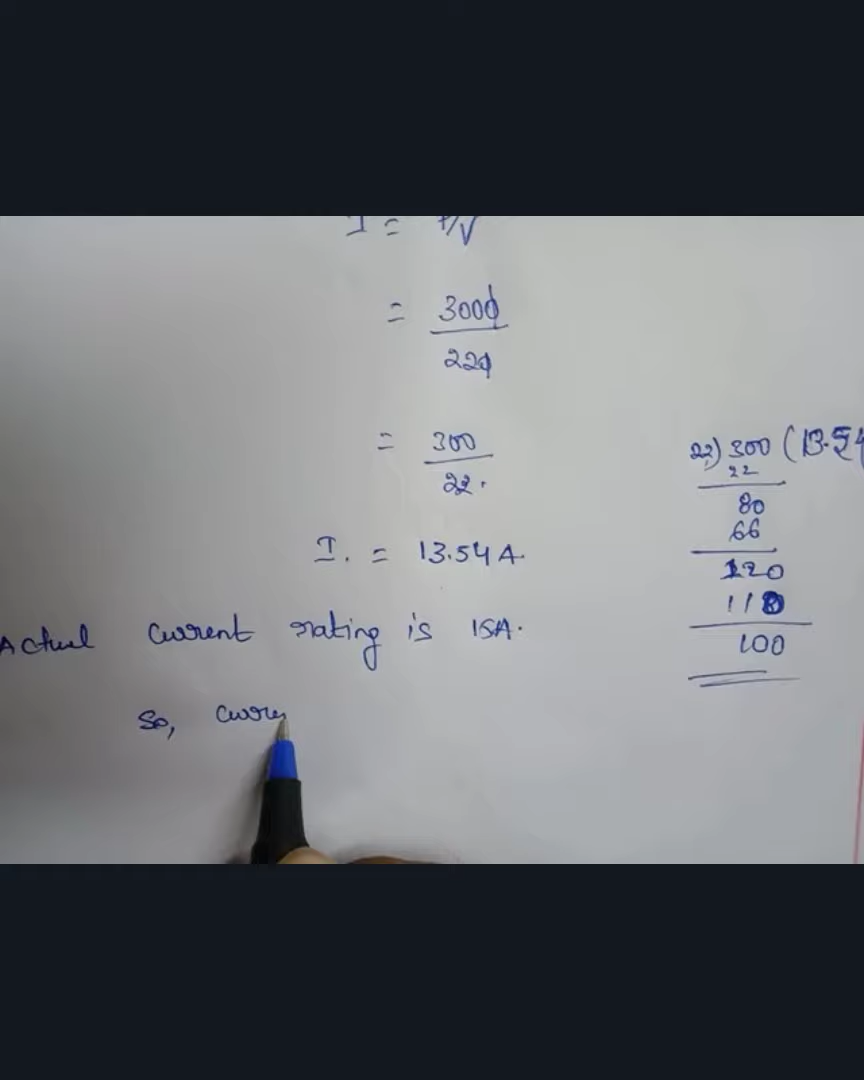 I = P/V
= 3000
220
= 300
22.
I. = 13.54 A.
Actual current rating is 15A.
So, curre
22) 300 ( 13.54
22
80
66
120
110
100